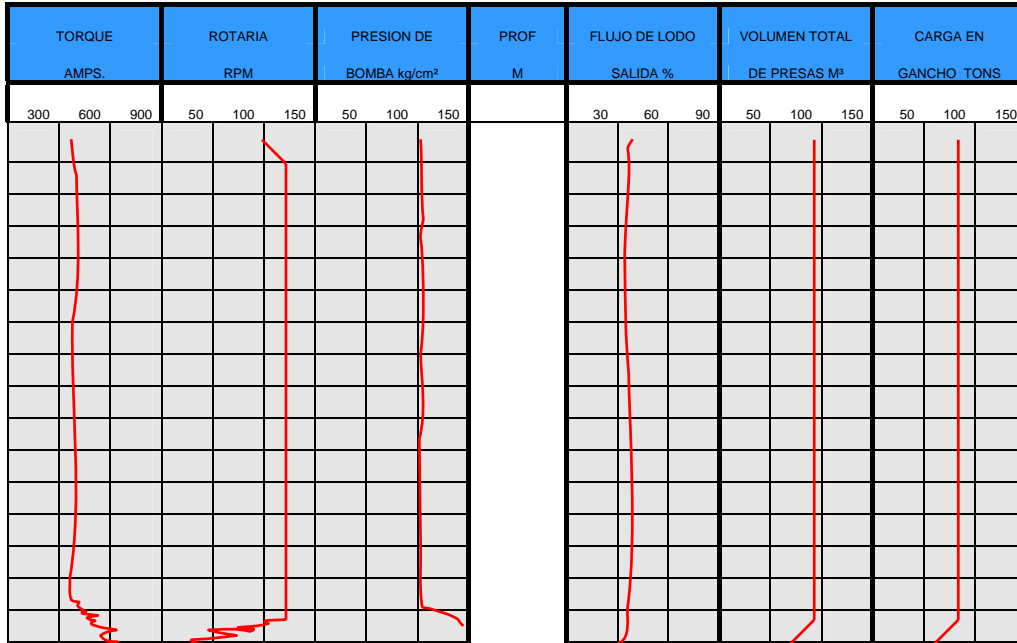 TORQUE ROTARIA PRESION DE PROF FLUJO DE LODO VOLUMEN TOTAL CARGA EN
AMPS. RPM BOMBA kg/cm² M SALIDA % DE PRESAS M³ GANCHO TONS
300 600 900 50 100 150 50 100 150 30 60 90 50 100 150 50 100 150